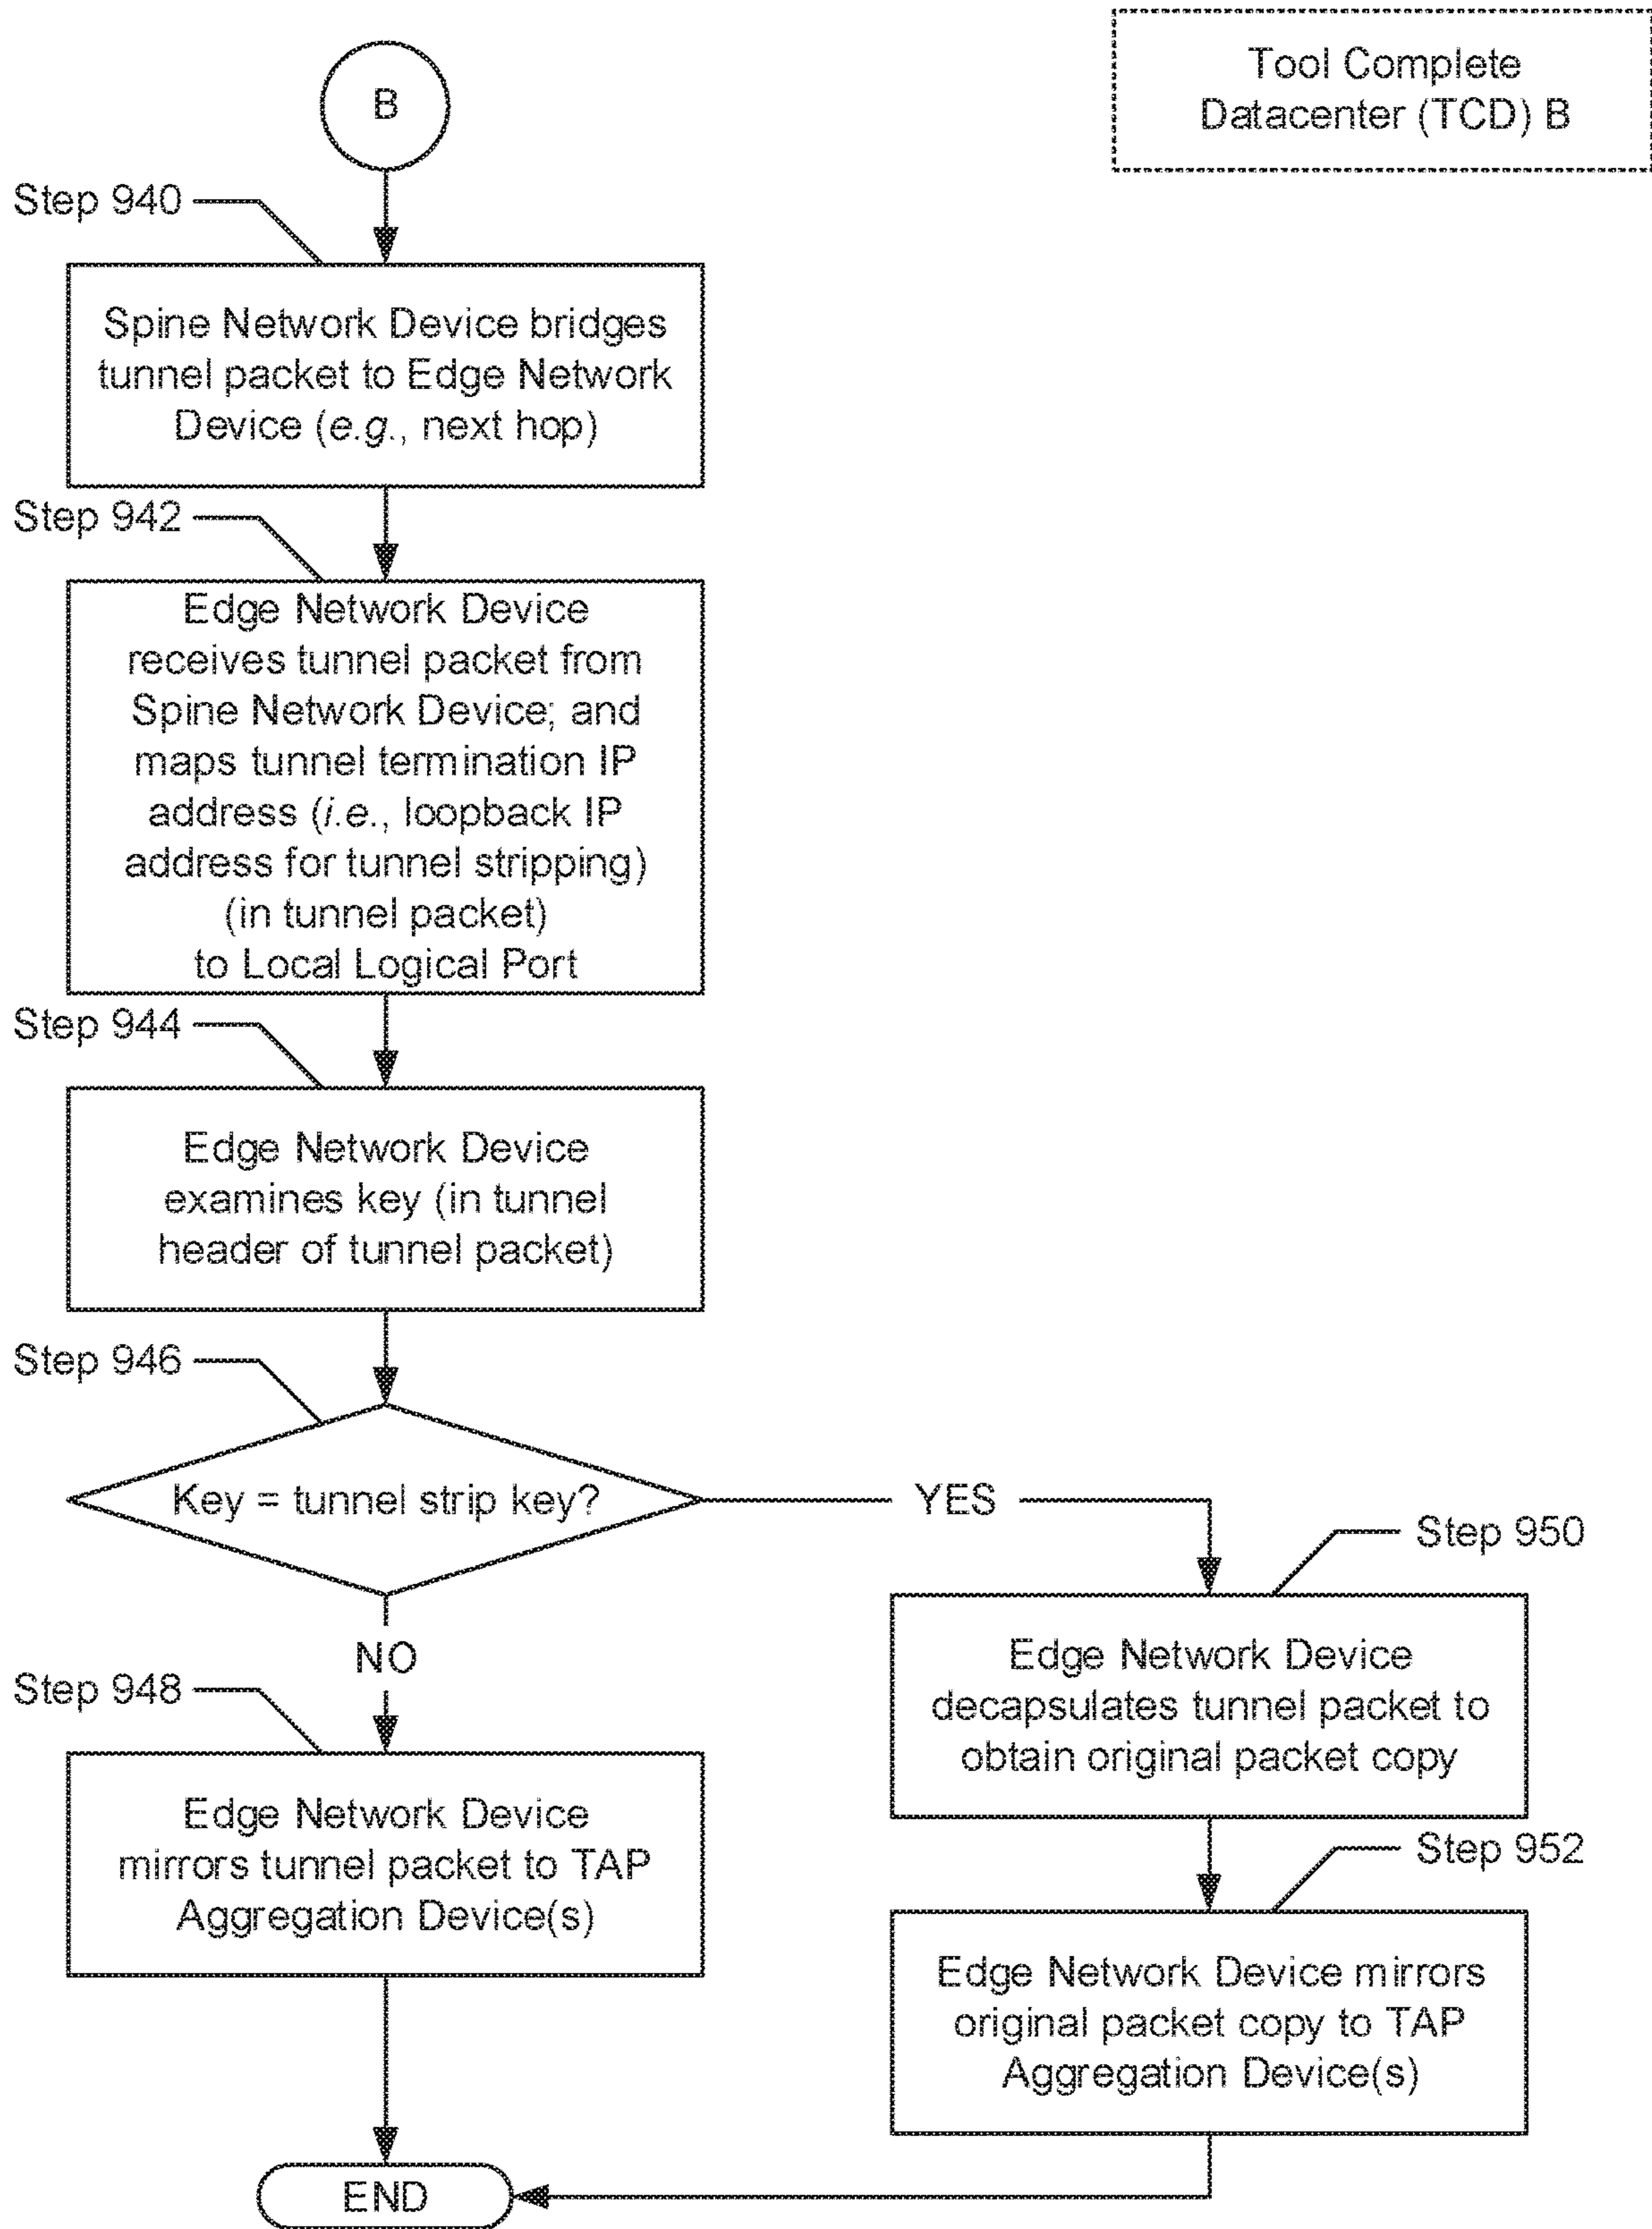 Tool Complete
Datacenter (TCD) B
B
Step 940
Spine Network Device bridges
tunnel packet to Edge Network
Device (e.g., next hop)
Step 942
Edge Network Device
receives tunnel packet from
Spine Network Device; and
maps tunnel termination IP
address (i.e., loopback IP
address for tunnel stripping)
(in tunnel packet)
to Local Logical Port
Step 944
Edge Network Device
examines key (in tunnel
header of tunnel packet)
Step 946
Key = tunnel strip key?
YES
NO
Step 948
Edge Network Device
mirrors tunnel packet to TAP
Aggregation Device(s)
Step 950
Edge Network Device
decapsulates tunnel packet to
obtain original packet copy
Step 952
Edge Network Device mirrors
original packet copy to TAP
Aggregation Device(s)
END